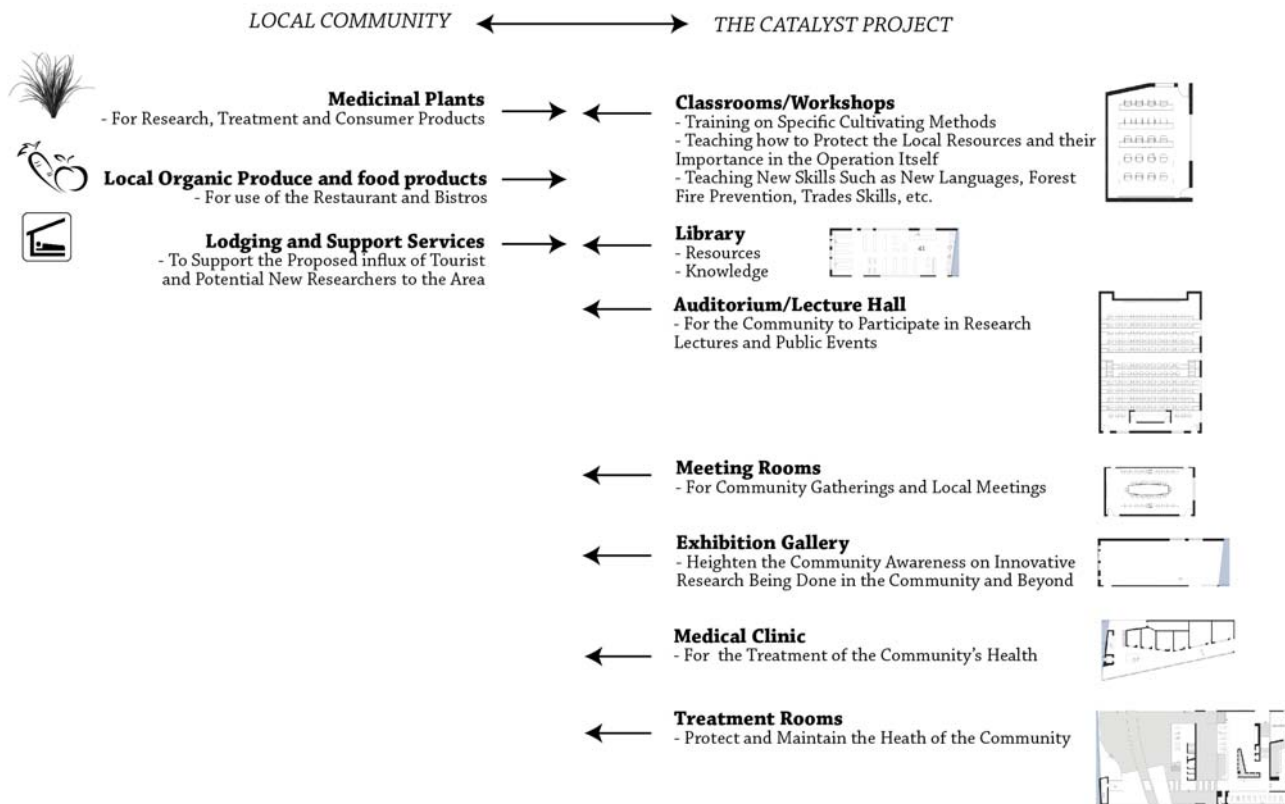 LOCAL COMMUNITY
THE CATALYST PROJECT
Medicinal Plants
- For Research, Treatment and Consumer Products
Local Organic Produce and food products
- For use of the Restaurant and Bistros
Lodging and Support Services
- To Support the Proposed influx of Tourist
and Potential New Researchers to the Area
Classrooms/Workshops
- Training on Specific Cultivating Methods
- Teaching how to Protect the Local Resources and their
Importance in the Operation Itself
- Teaching New Skills Such as New Languages, Forest
Fire Prevention, Trades Skills, etc.
Library
- Resources
- Knowledge
Auditorium/Lecture Hall
- For the Community to Participate in Research
Lectures and Public Events
Meeting Rooms
- For Community Gatherings and Local Meetings
Exhibition Gallery
- Heighten the Community Awareness on Innovative
Research Being Done in the Community and Beyond
Medical Clinic
- For the Treatment of the Community's Health
Treatment Rooms
- Protect and Maintain the Heath of the Community